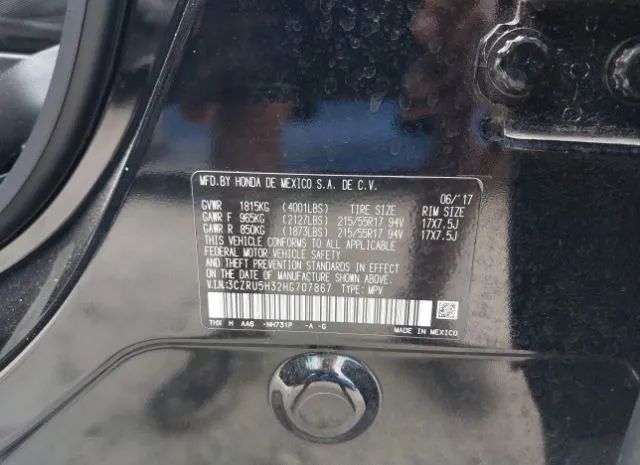 MFD.BY HONDA DE MEXICO S.A. DE C.V. 06/'17
GVWR 1815KG (4001LBS) TIRE SIZE RIM SIZE
GAWR F 965KG (2127LBS) 215/55R17 94V 17X7.5J
GAWR R 850KG (1873LBS) 215/55R17 94V 17X7.5J
THIS VEHICLE CONFORMS TO ALL APPLICABLE
FEDERAL MOTOR VEHICLE SAFETY
AND THEFT PREVENTION STANDARDS IN EFFECT
ON THE DATE OF MANUFACTURE SHOWN ABOVE.
V.I.N:3CZRU5H32HG707867 TYPE: MPV
THX H AA6 -NH731P -A -G MADE IN MEXICO